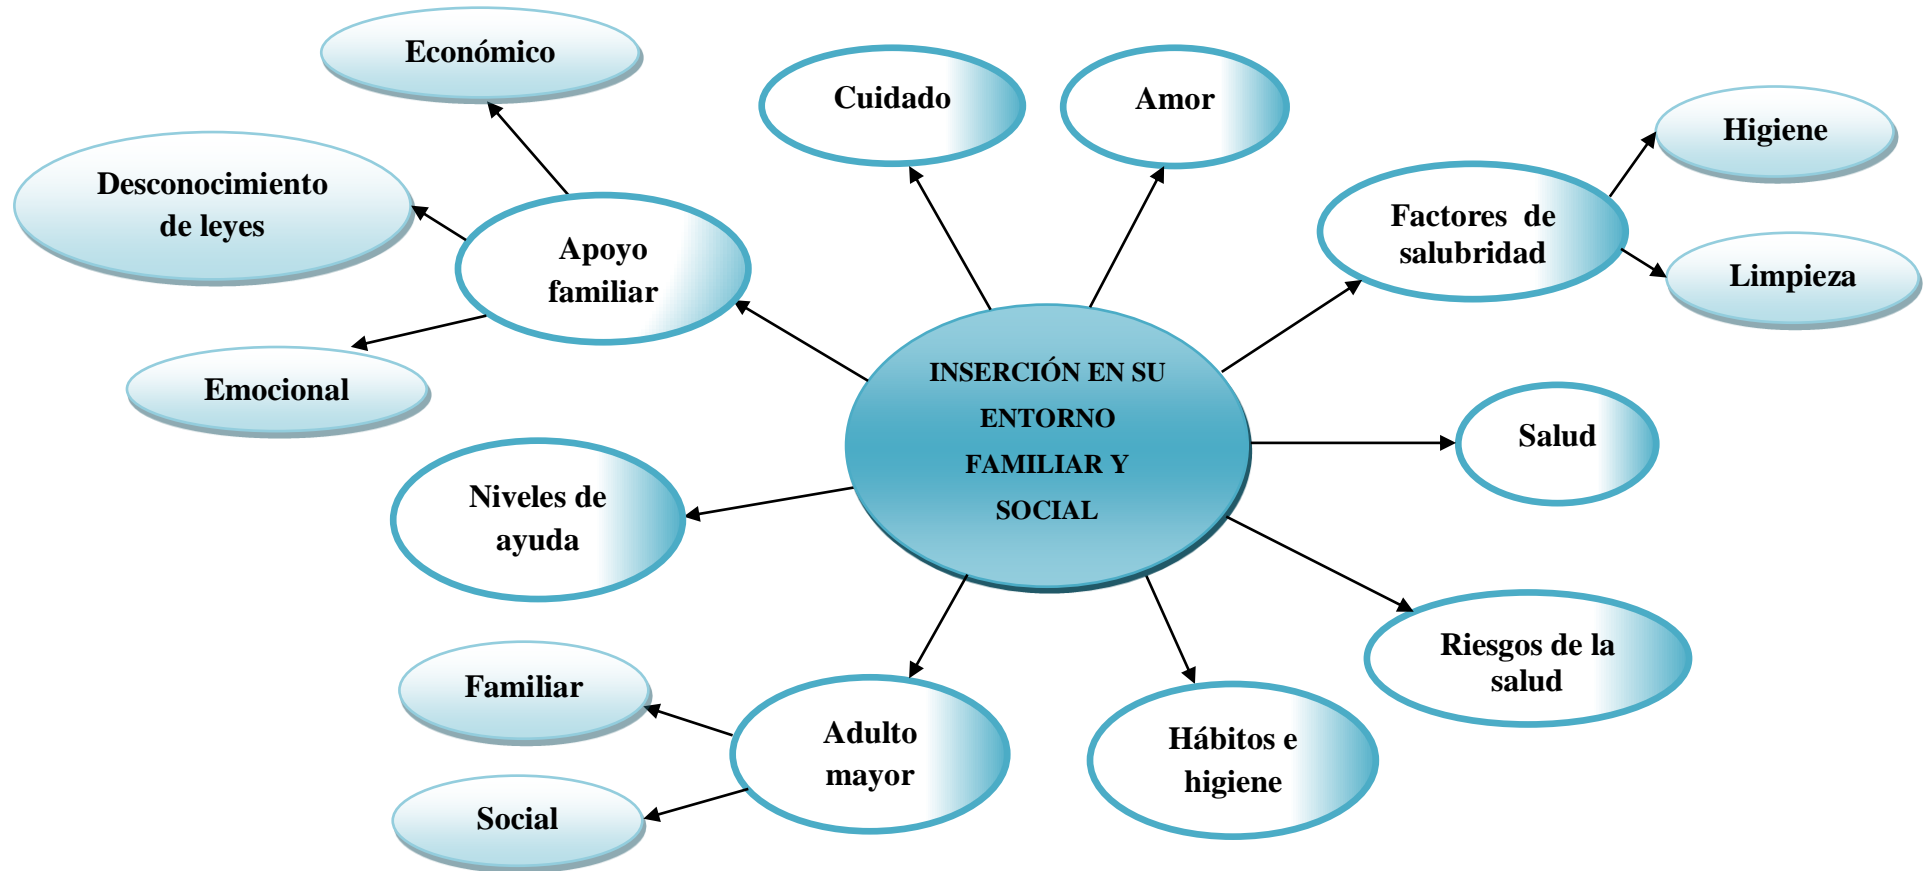 Económico
Cuidado
Amor
Higiene
Desconocimiento
de leyes
Factores de
salubridad
Apoyo
familiar
Limpieza
Emocional
INSERCIÓN EN SU
ENTORNO
FAMILIAR Y
SOCIAL
Salud
Niveles de
ayuda
Riesgos de la
salud
Familiar
Adulto
mayor
Hábitos e
higiene
Social